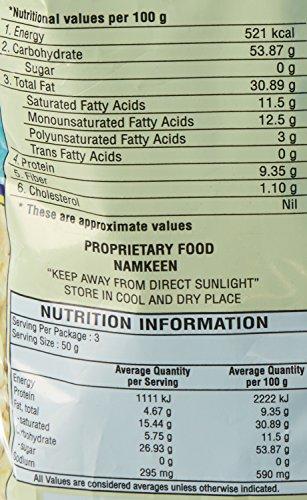 *Nutritional values per 100 g
1. Energy 521 kcal
2. Carbohydrate 53.87 g
Sugar 0 g
3. Total Fat 30.89 g
Saturated Fatty Acids 11.5 g
Monounsaturated Fatty Acids 12.5 g
Polyunsaturated Fatty Acids 3 g
Trans Fatty Acids 0 g
4. Protein 9.35 g
5. Fiber 1.10 g
6. Cholesterol Nil
* These are approximate values
PROPRIETARY FOOD
NAMKEEN
"KEEP AWAY FROM DIRECT SUNLIGHT"
STORE IN COOL AND DRY PLACE
NUTRITION INFORMATION
Serving Per Package : 3
Serving Size : 50 g
Average Quantity per Serving Average Quantity per 100 g
Energy 1111 kJ 2222 kJ
Protein 4.67 g 9.35 g
Fat, total 15.44 g 30.89 g
-saturated 5.75 g 11.5 g
hydrate 26.93 g 53.87 g
-sugar 0 g 0 g
Sodium 295 mg 590 mg
All Values are considered averages unless otherwise indicated.